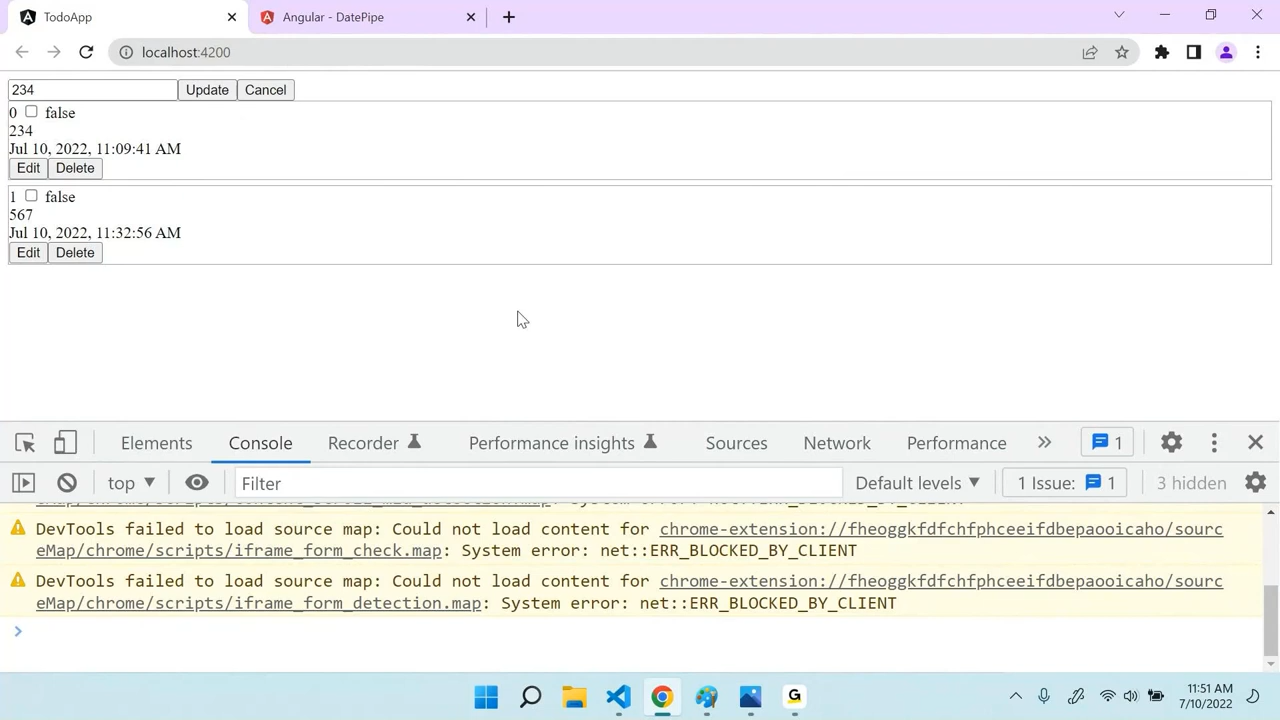 TodoApp
Angular - DatePipe
localhost:4200
234
Update Cancel
0 false
234
Jul 10, 2022, 11:09:41 AM
Edit Delete
1 false
567
Jul 10, 2022, 11:32:56 AM
Edit Delete
Elements Console Recorder Performance insights Sources Network Performance 1
top Filter Default levels 1 Issue: 1 3 hidden
DevTools failed to load source map: Could not load content for chrome-extension://fheoggkfdfchfphceeifdbepaooicaho/sourc
eMap/chrome/scripts/iframe_form_check.map: System error: net::ERR_BLOCKED_BY_CLIENT
DevTools failed to load source map: Could not load content for chrome-extension://fheoggkfdfchfphceeifdbepaooicaho/sourc
eMap/chrome/scripts/iframe_form_detection.map: System error: net::ERR_BLOCKED_BY_CLIENT
G
11:51 AM
7/10/2022